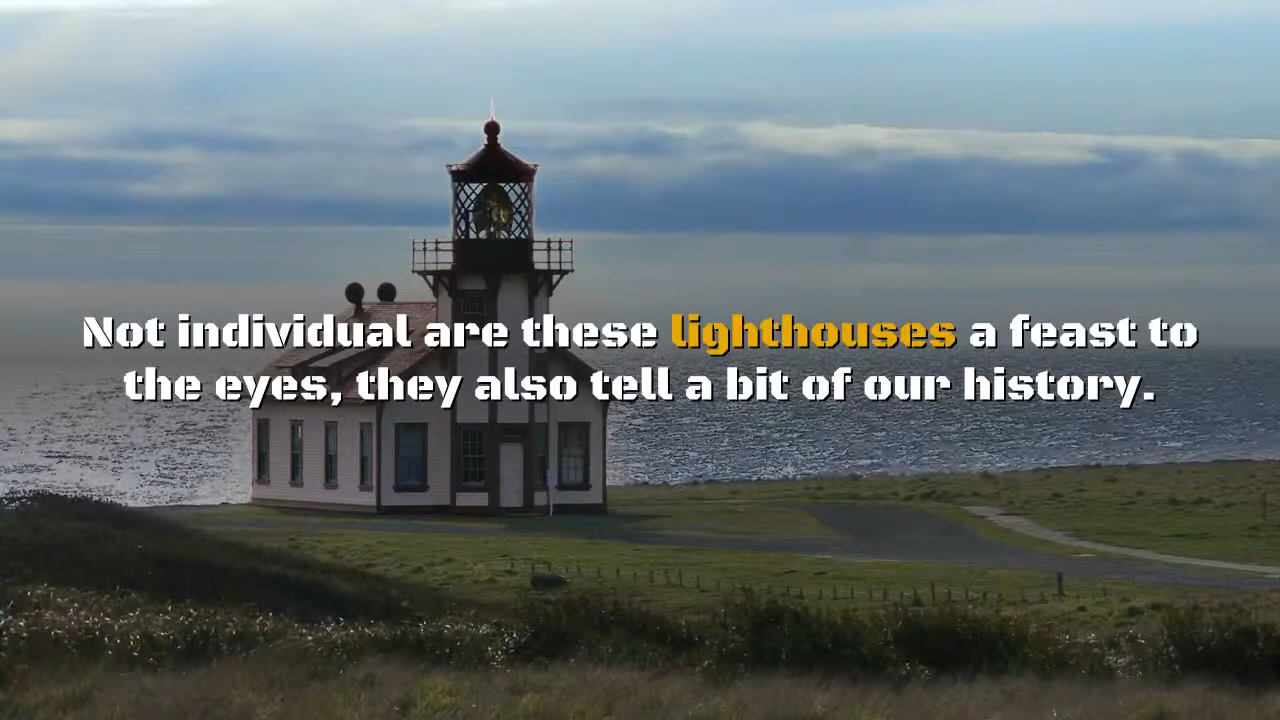 Not individual are these lighthouses a feast to
the eyes, they also tell a bit of our history.